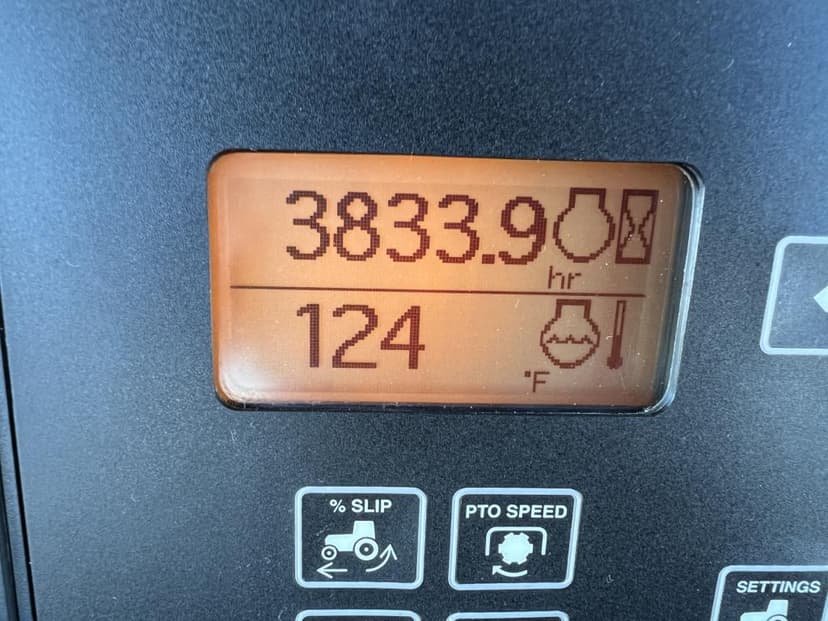 3833.9
hr
124
°F
% SLIP
PTO SPEED
SETTINGS